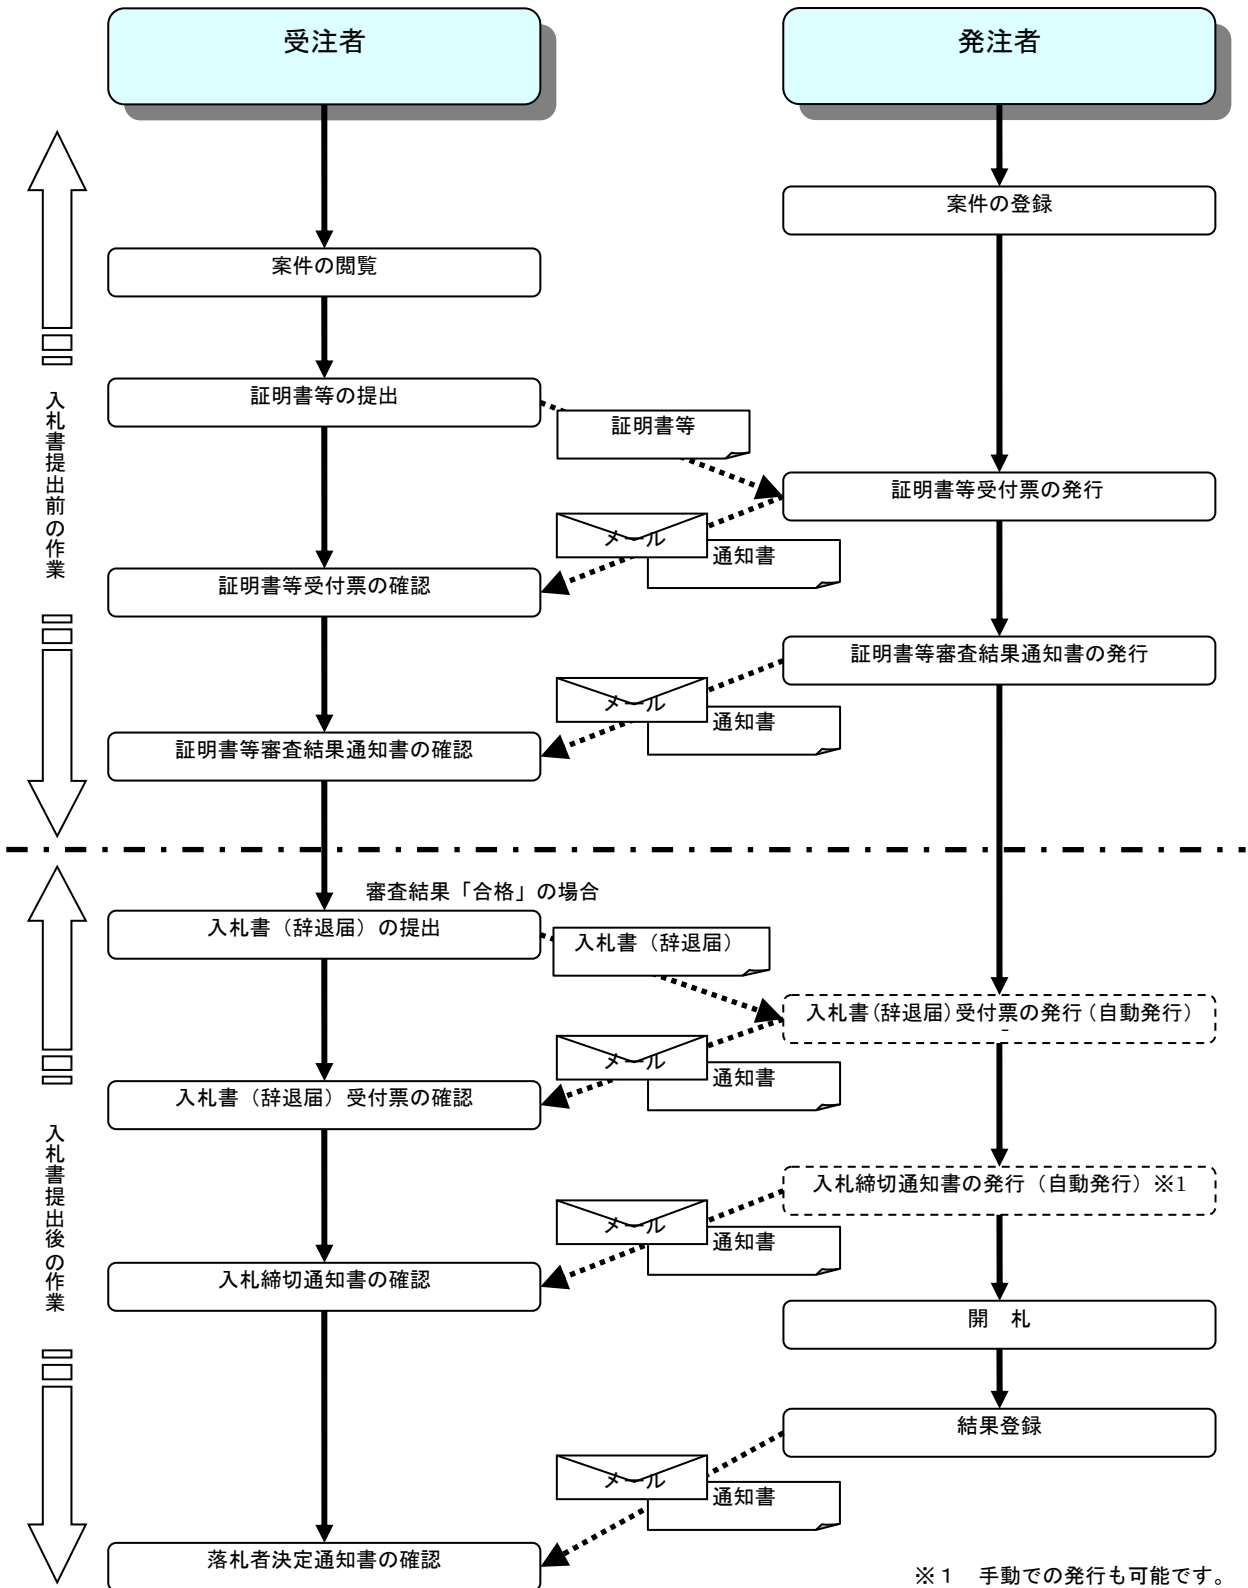 受注者
発注者
案件の登録
案件の閲覧
証明書等の提出
証明書等
証明書等受付票の発行
メール
通知書
証明書等受付票の確認
入札書提出前の作業
証明書等審査結果通知書の発行
メール
通知書
証明書等審査結果通知書の確認
審査結果「合格」の場合
入札書（辞退届）の提出
入札書（辞退届）
入札書(辞退届)受付票の発行(自動発行)
メール
通知書
入札書（辞退届）受付票の確認
入札書提出後の作業
入札締切通知書の発行（自動発行）※1
メール
通知書
入札締切通知書の確認
開　札
結果登録
メール
通知書
落札者決定通知書の確認
※１　手動での発行も可能です。